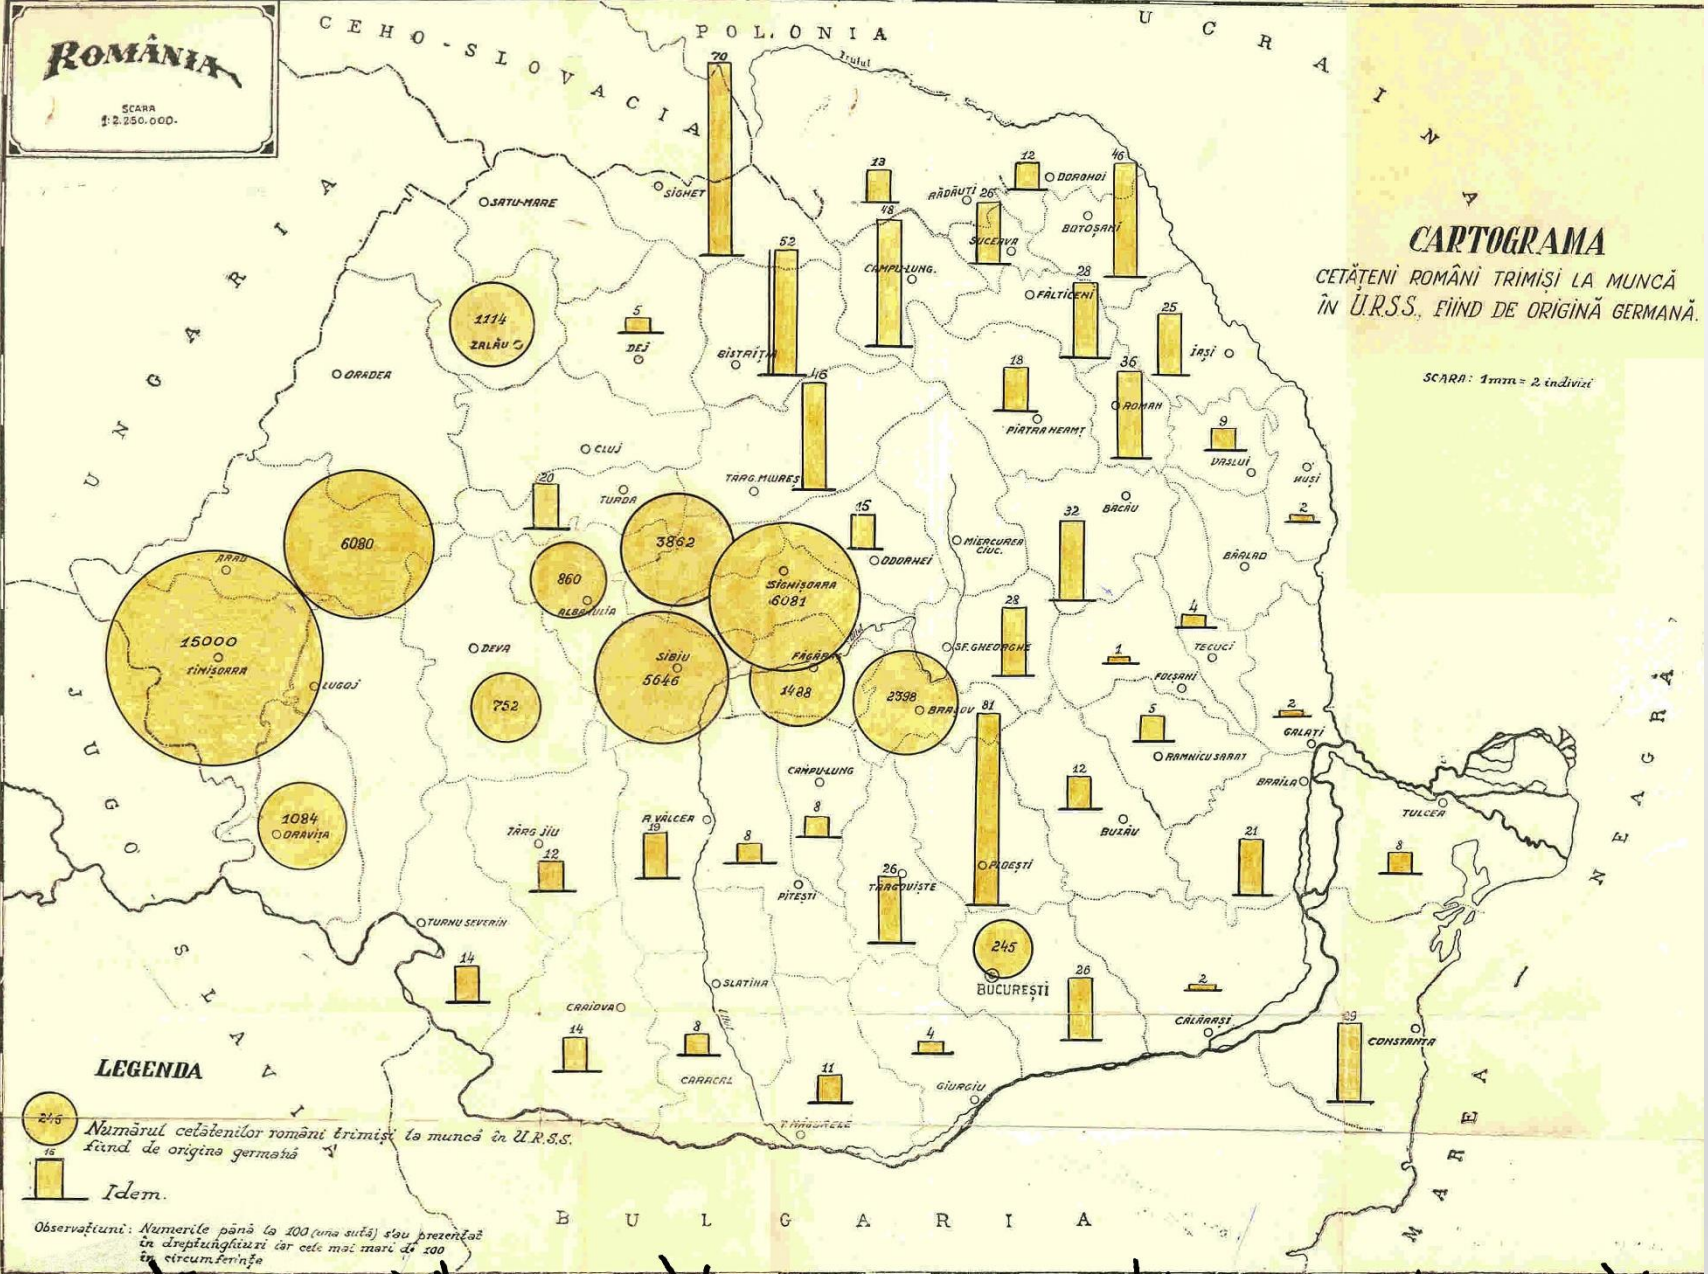 ROMÂNIA
SCARA
1:2.250.000.
CEHO-SLOVACIA
POLONIA
UCRAINA
UNGARIA
JUGOSLAVIA
BULGARIA
MAREA NEAGRĂ
CARTOGRAMA
CETĂȚENI ROMÂNI TRIMIȘI LA MUNCĂ
ÎN U.R.S.S., FIIND DE ORIGINĂ GERMANĂ.
SCARA: 1mm = 2 indivizi
Prutul
70
SIGHET
SATU-MARE
13
12
DOROHOI
46
RĂDĂUȚI
26
SUCEAVA
BOTOȘANI
48
CÂMPU-LUNG.
52
BISTRIȚA
28
FĂLTICENI
25
IAȘI
1114
ZALĂU
5
DEJ
ORADEA
18
PIATRA NEAMȚ
36
ROMAN
46
TÂRG.MUREȘ
9
VASLUI
CLUJ
HUȘI
2
20
TURDA
BACĂU
32
6080
ARAD
3862
15
ODORHEI
MIERCUREA
CIUC.
BÂRLAD
860
ALBA IULIA
SIGHIȘOARA
6081
4
TECUCI
28
SF.GHEORGHE
15000
TIMIȘOARA
LUGOJ
DEVA
SIBIU
5646
FĂGĂRAȘ
1488
Oltul
1
FOCȘANI
752
2398
BRAȘOV
81
PLOEȘTI
5
RAMNICU SARAT
2
GALAȚI
CÂMPULUNG
8
12
BUZĂU
BRAILA
TULCEA
8
1084
ORAVIȚA
TÂRG JIU
12
R.VÂLCEA
19
8
PITEȘTI
26
TÂRGOVIȘTE
21
TURNU SEVERIN
14
245
BUCUREȘTI
SLATINA
26
2
CĂLĂRAȘI
CRAIOVA
14
8
CARACAL
Oltul
4
GIURGIU
29
CONSTANȚA
11
T.MĂGURELE
LEGENDA
245
Numărul cetătenilor români trimiși la muncă în U.R.S.S.
fiind de origina germană
16
Idem.
Observațiuni: Numerile până la 100 (una sută) s'au prezentat
în dreptunghiuri iar cele mai mari de 100
în circumferințe